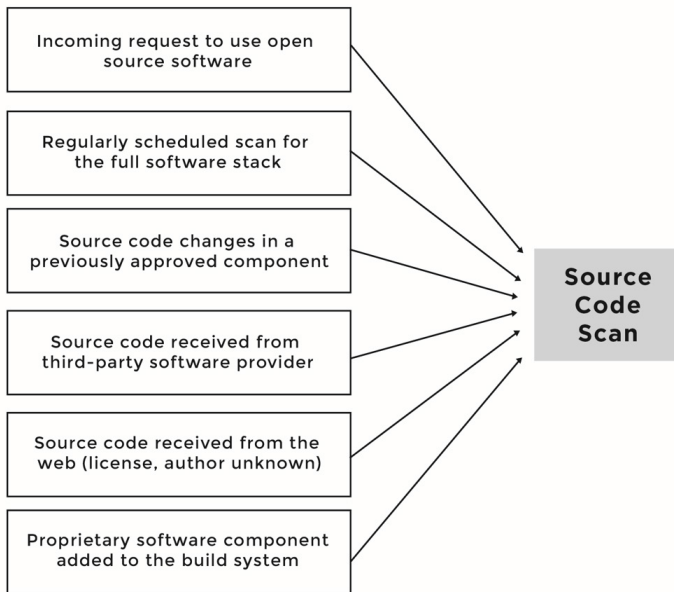 Incoming request to use open
source software
Regularly scheduled scan for
the full software stack
Source code changes in a
previously approved component
Source code received from
third-party software provider
Source code received from the
web (license, author unknown)
Proprietary software component
added to the build system
Source
Code
Scan